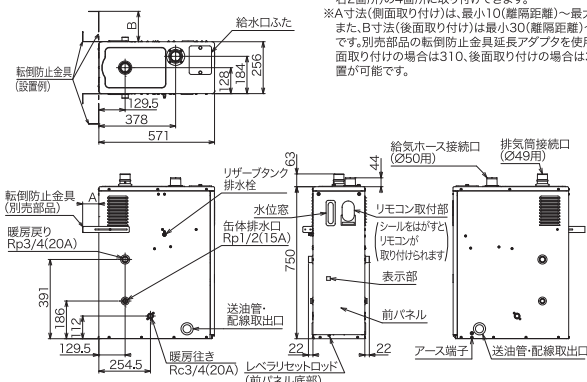 右2箇所)の4箇所に取り付けできます。
※A寸法(側面取り付け)は、最小10(離隔距離)～最大
また、B寸法(後面取り付け)は最小30(離隔距離)～
です。別売部品の転倒防止金具延長アダプタを使用
面取り付けの場合は310、後面取り付けの場合は3
置が可能です。
B
給水口ふた
転倒防止金具
(設置例)
128
184
256
129.5
378
571
リザーブタンク
排水栓
63
44
給気ホース接続口
(Ø50用)
排気筒接続口
(Ø49用)
転倒防止金具
(別売部品)
A
水位窓
リモコン取付部
(シールをはがすと
リモコンが
取り付けられます)
暖房戻り
Rp3/4(20A)
缶体排水口
Rp1/2(15A)
750
表示部
391
186
112
送油管・
配線取出口
前パネル
129.5
254.5
暖房往き
Rc3/4(20A)
22
22
レベラリセットロッド
(前パネル底部)
アース端子
送油管・配線取出口